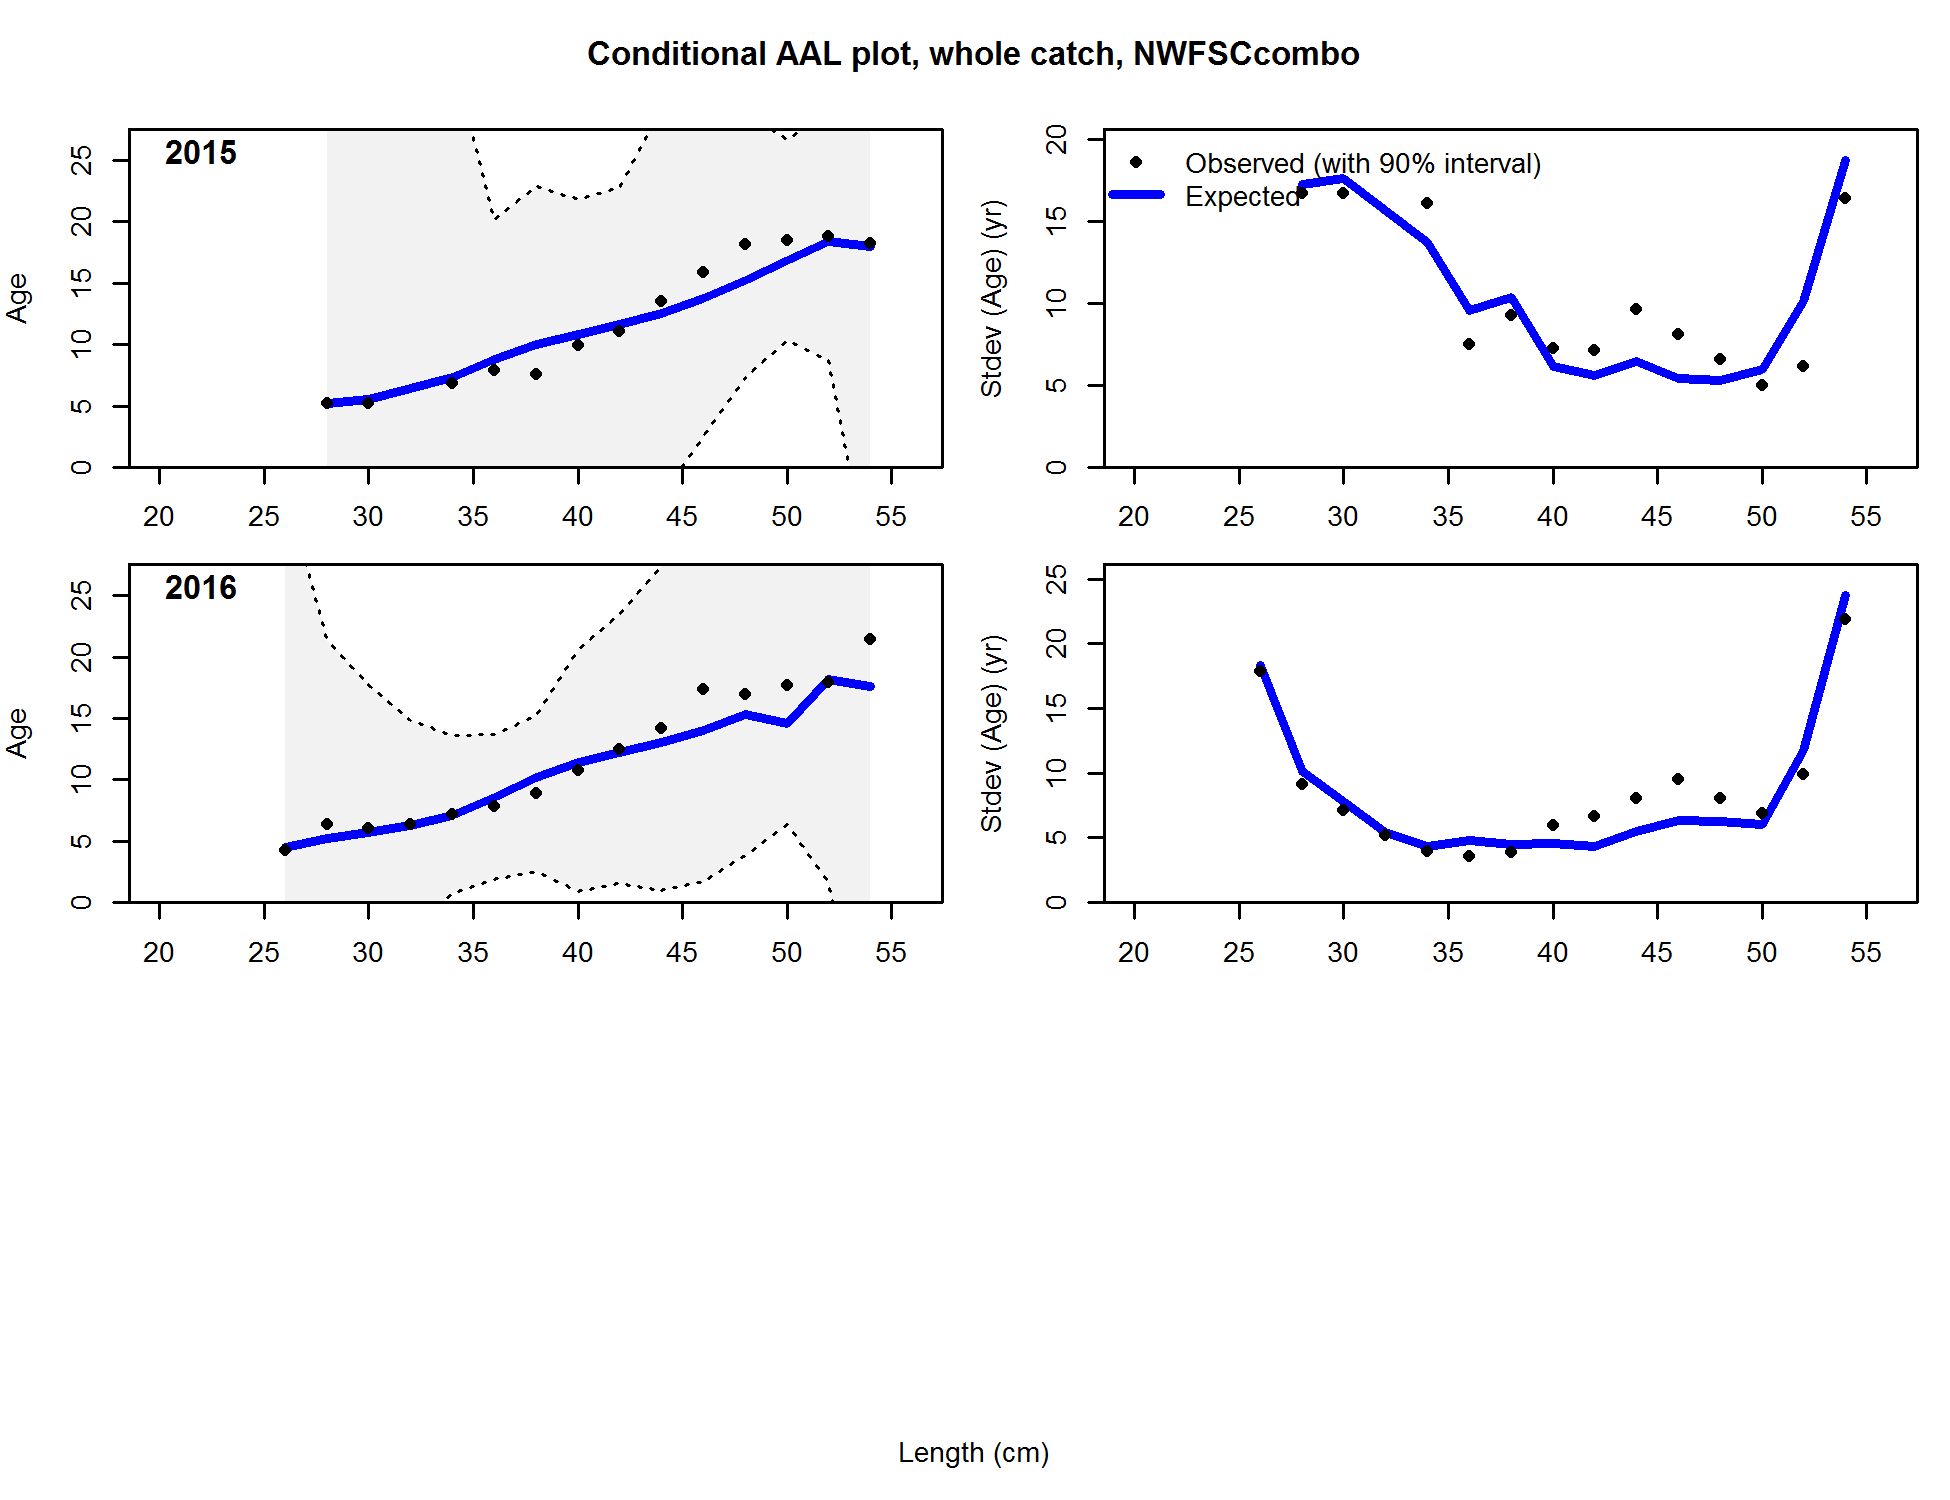 Conditional AAL plot, whole catch, NWFSCcombo
2015
Age
0 5 10 15 20 25
20 25 30 35 40 45 50 55
Observed (with 90% interval)
Expected
Stdev (Age) (yr)
0 5 10 15 20
20 25 30 35 40 45 50 55
2016
Age
0 5 10 15 20 25
20 25 30 35 40 45 50 55
Stdev (Age) (yr)
0 5 10 15 20 25
20 25 30 35 40 45 50 55
Length (cm)